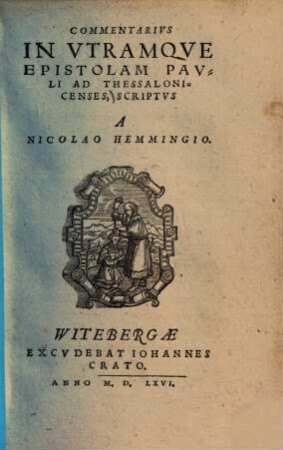 COMMENTARIVS
IN VTRAMQVE
EPISTOLAM PAV-
LI AD THESSALONI-
CENSES, SCRIPTVS
A
NICOLAO HEMMINGIO.
WITEBERGÆ
EXCVDEBAT IOHANNES
CRATO.
ANNO M. D. LXVI.